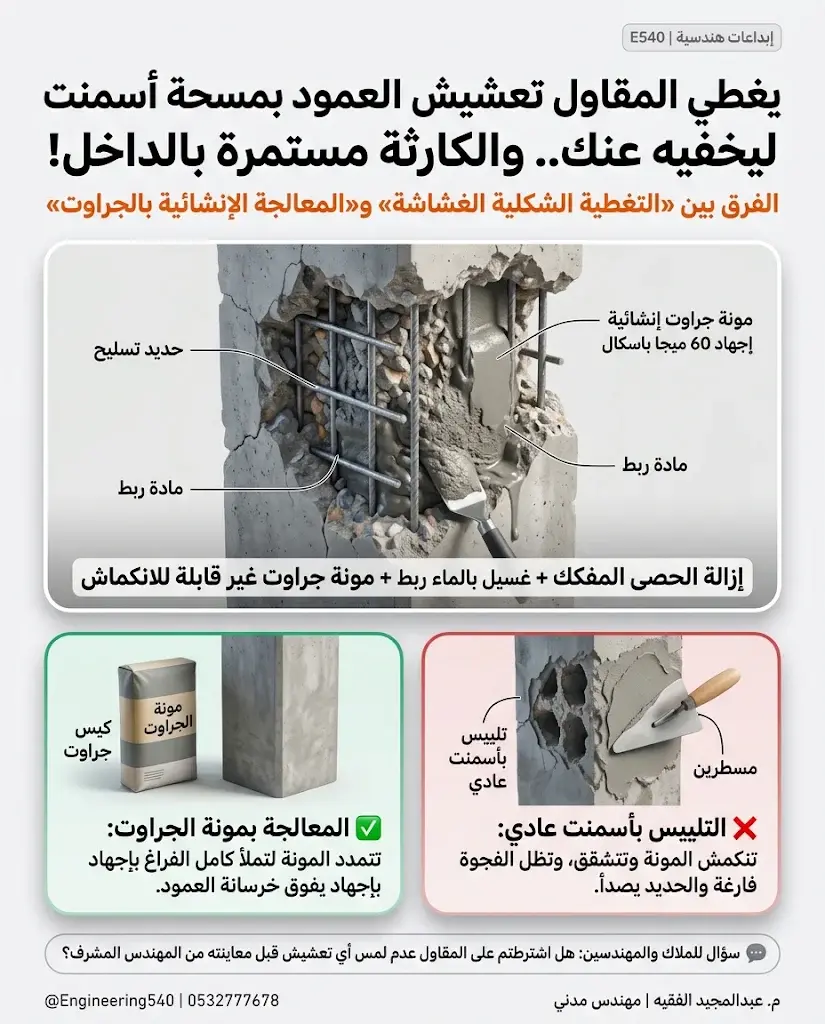 إبداعات هندسية | E540
يغطي المقاول تعشيش العمود بمسحة أسمنت
ليخفيه عنك.. والكارثة مستمرة بالداخل!
الفرق بين «التغطية الشكلية الغشاشة» و«المعالجة الإنشائية بالجراوت»
مونة جراوت إنشائية
إجهاد 60 ميجا باسكال
حديد تسليح
مادة ربط
مادة ربط
إزالة الحصى المفكك + غسيل بالماء ربط + مونة جراوت غير قابلة للانكماش
تلييس
بأسمنت
عادي
مسطرين
❌ التلييس بأسمنت عادي:
تنكمش المونة وتتشقق، وتظل الفجوة
فارغة والحديد يصدأ.
مونة
الجراوت
كيس
جراوت
✅ المعالجة بمونة الجراوت:
تتمدد المونة لتملأ كامل الفراغ بإجهاد
بإجهاد يفوق خرسانة العمود.
💬 سؤال للملاك والمهندسين: هل اشترطتم على المقاول عدم لمس أي تعشيش قبل معاينته من المهندس المشرف؟
م. عبدالمجيد الفقيه | مهندس مدني
@Engineering540 | 0532777678